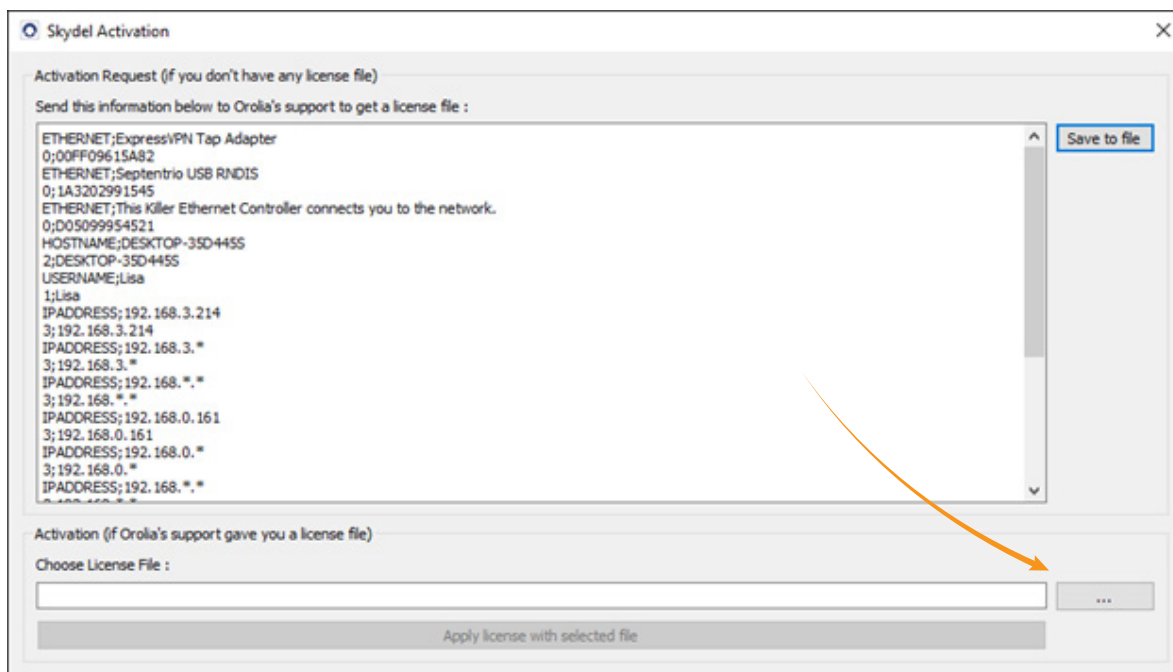 Skydel Activation
Activation Request (if you don't have any license file)
Send this information below to Orolia's support to get a license file :
ETHERNET;ExpressVPN Tap Adapter
0;00FF09615A82
ETHERNET;Septentrio USB RNDIS
0;1A3202991545
ETHERNET;This Killer Ethernet Controller connects you to the network.
0;D05099954521
HOSTNAME;DESKTOP-35D445S
2;DESKTOP-35D445S
USERNAME;Lisa
1;Lisa
IPADDRESS;192.168.3.214
3;192.168.3.214
IPADDRESS;192.168.3.*
3;192.168.3.*
IPADDRESS;192.168.*.*
3;192.168.*.*
IPADDRESS;192.168.0.161
3;192.168.0.161
IPADDRESS;192.168.0.*
3;192.168.0.*
IPADDRESS;192.168.*.*
Save to file
Activation (if Orolia's support gave you a license file)
Choose License File :
...
Apply license with selected file